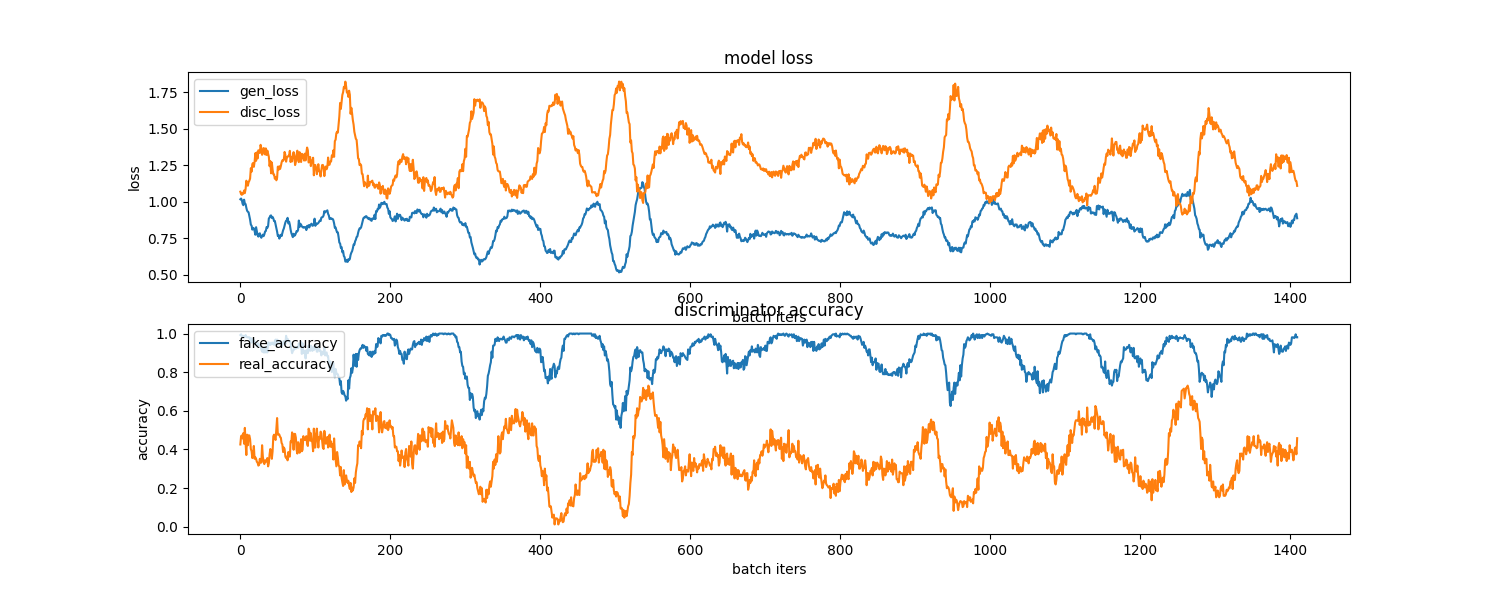 model loss
gen_loss
disc_loss
loss
1.75
1.50
1.25
1.00
0.75
0.50
0 200 400 600 800 1000 1200 1400
batch iters
discriminator accuracy
fake_accuracy
real_accuracy
accuracy
1.0
0.8
0.6
0.4
0.2
0.0
0 200 400 600 800 1000 1200 1400
batch iters